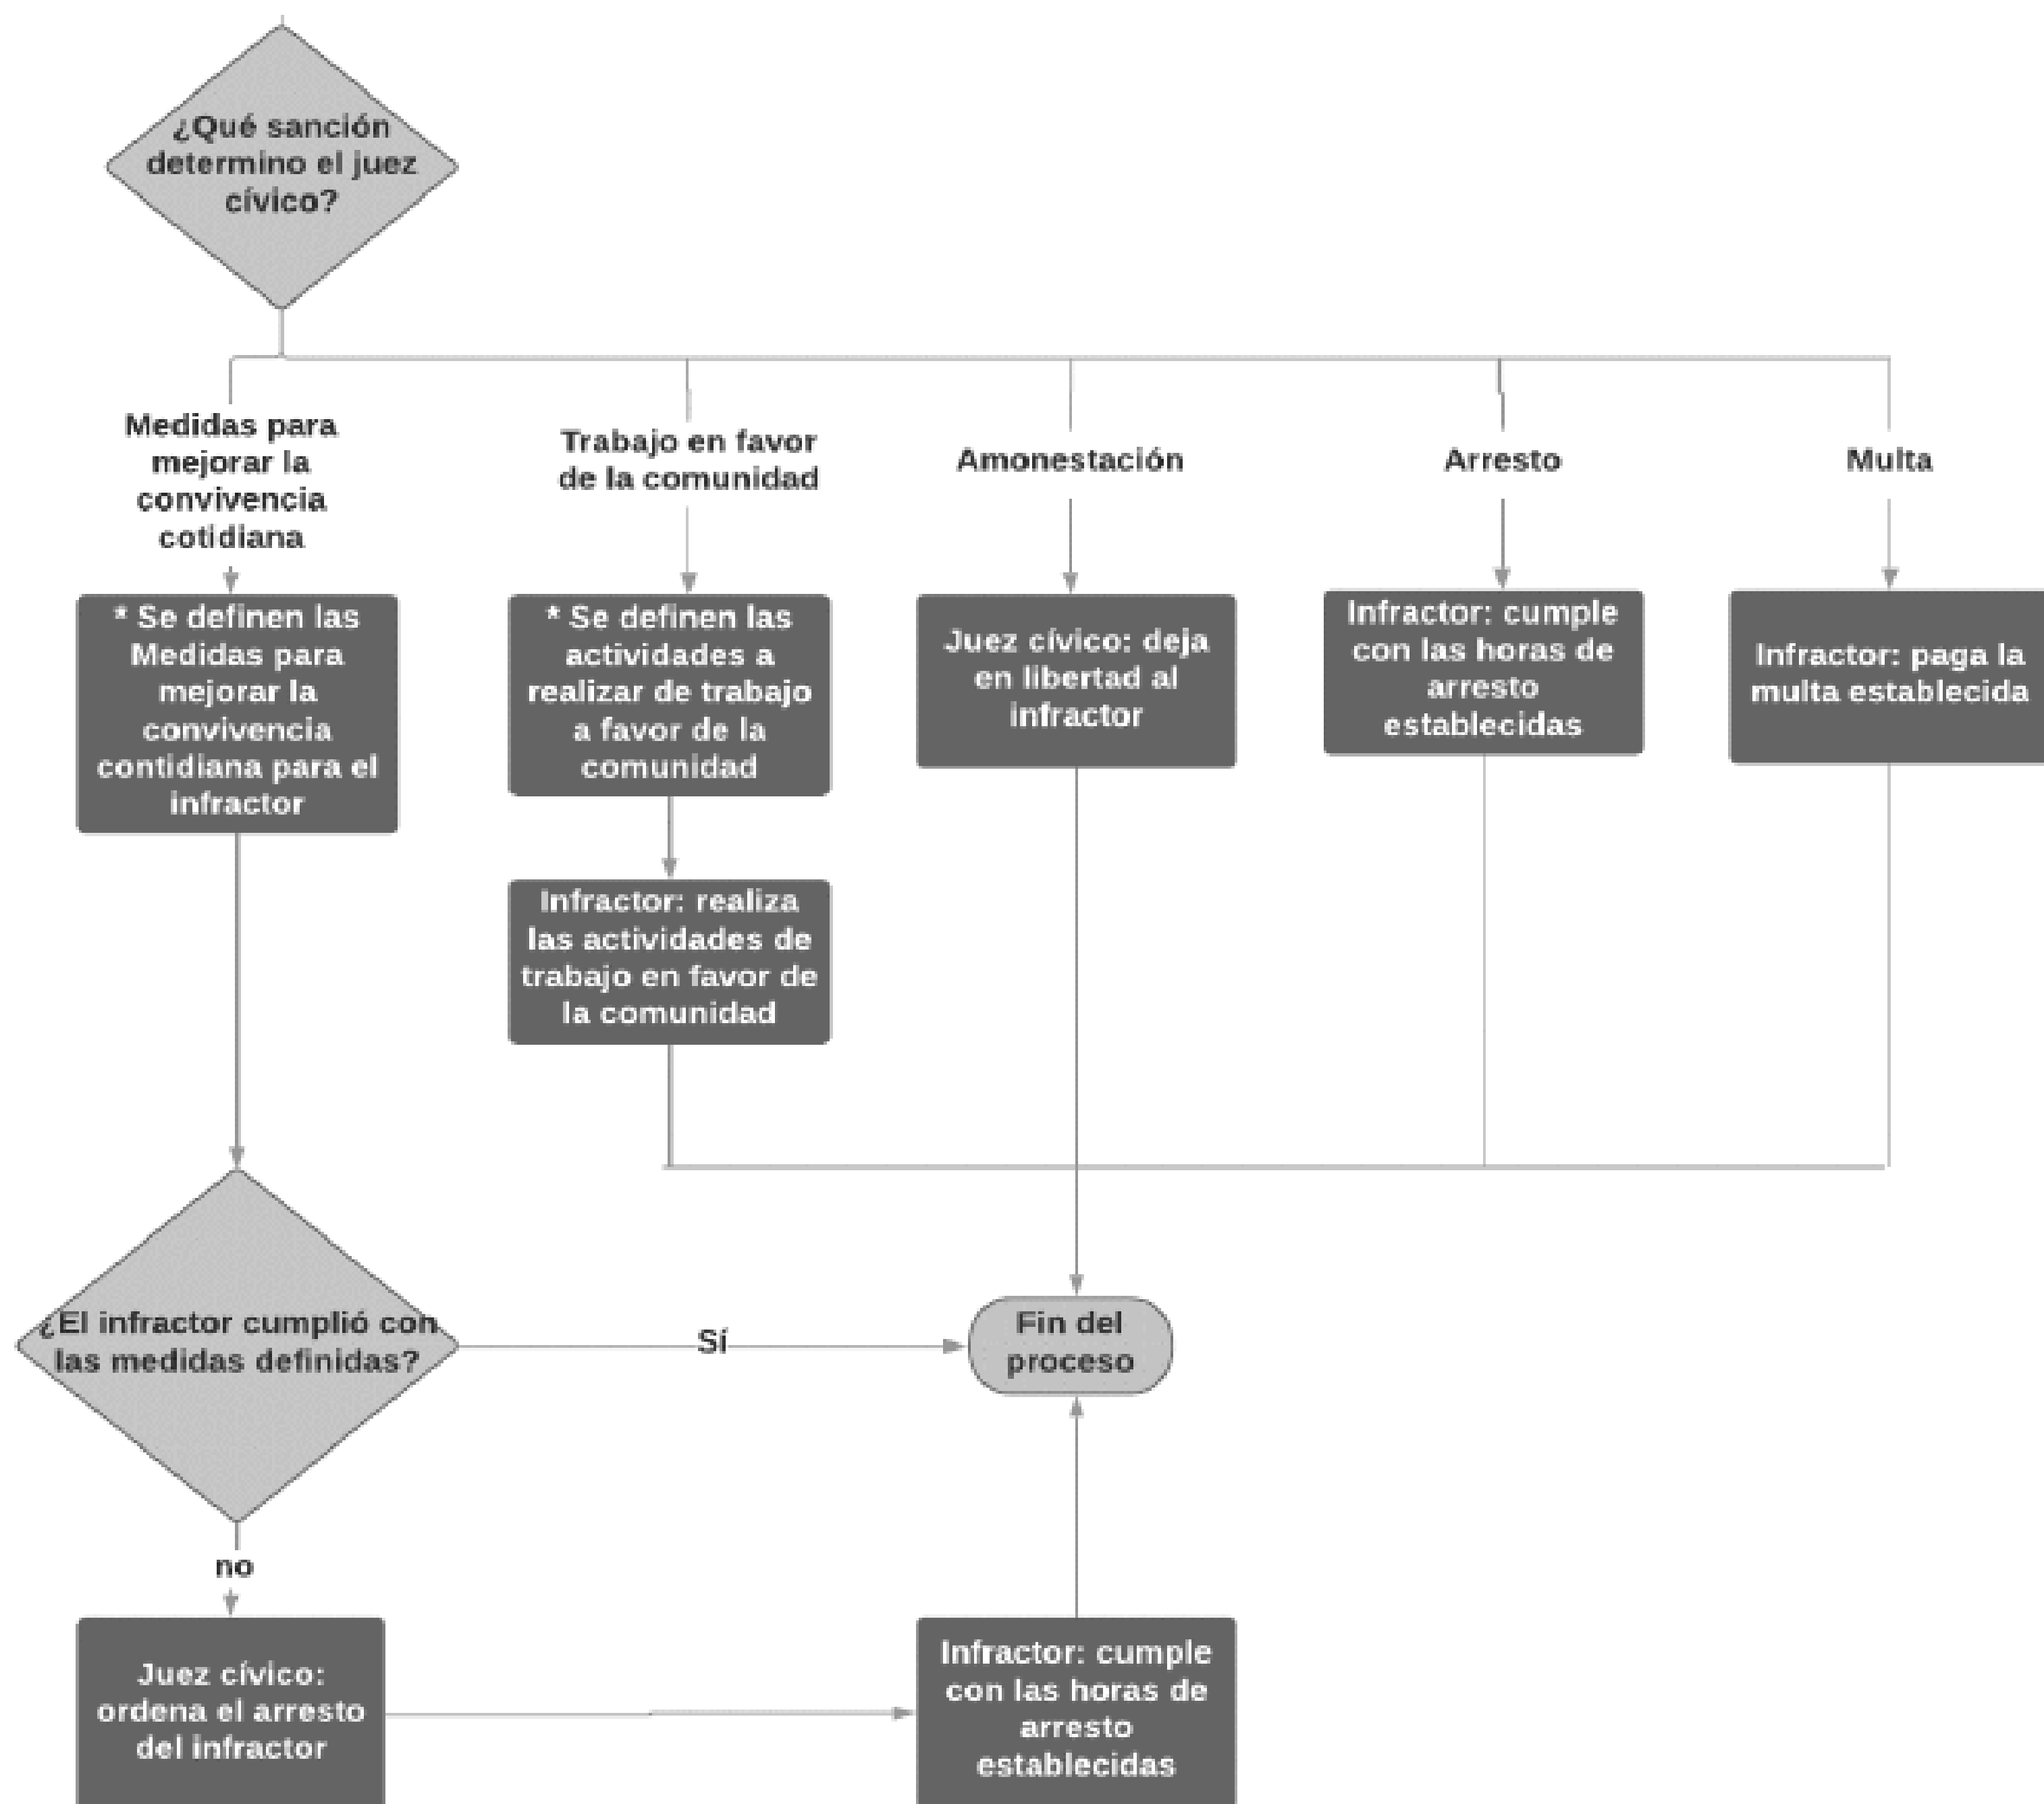 ¿Qué sanción
determino el juez
cívico?
Medidas para
mejorar la
convivencia
cotidiana
Trabajo en favor
de la comunidad
Amonestación
Arresto
Multa
* Se definen las
Medidas para
mejorar la
convivencia
contidiana para el
infractor
* Se definen las
actividades a
realizar de trabajo
a favor de la
comunidad
Juez cívico: deja
en libertad al
infractor
Infractor: cumple
con las horas de
arresto
establecidas
Infractor: paga la
multa establecida
Infractor: realiza
las actividades de
trabajo en favor de
la comunidad
¿El infractor cumplió con
las medidas definidas?
Sí
Fin del
proceso
no
Juez cívico:
ordena el arresto
del infractor
Infractor: cumple
con las horas de
arresto
establecidas